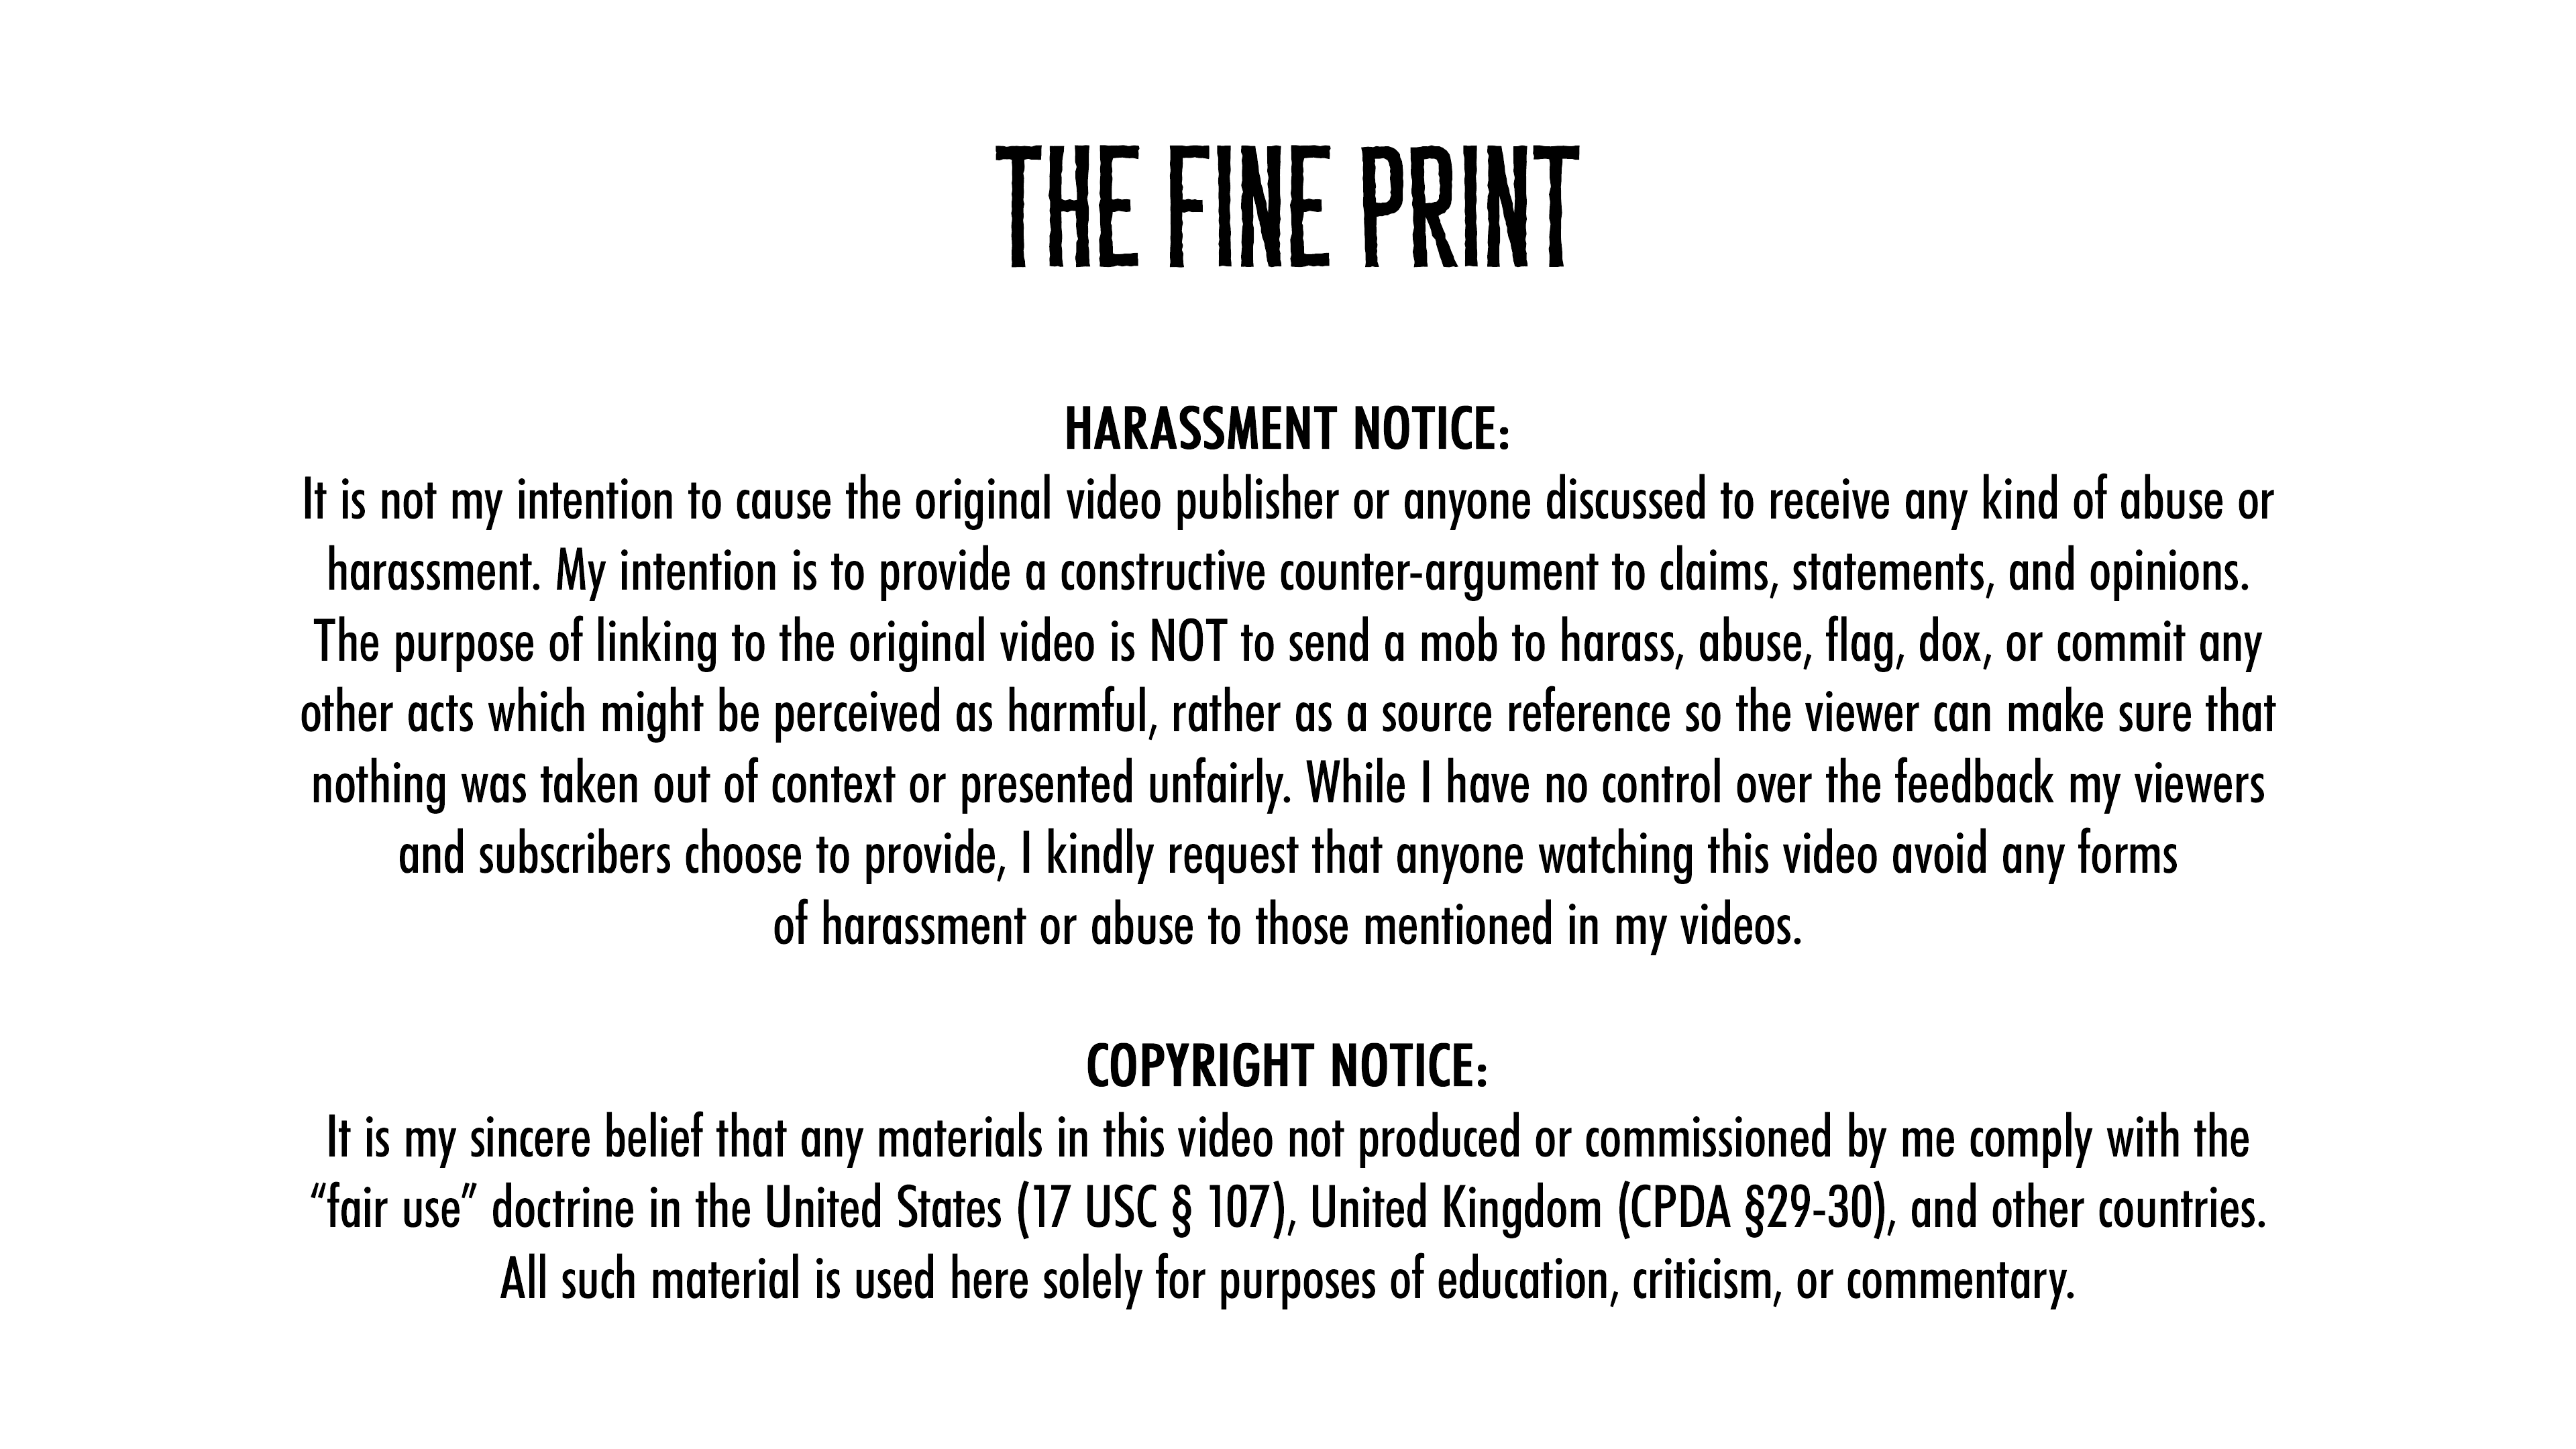 THE FINE PRINT
HARASSMENT NOTICE:
It is not my intention to cause the original video publisher or anyone discussed to receive any kind of abuse or
harassment. My intention is to provide a constructive counter-argument to claims, statements, and opinions.
The purpose of linking to the original video is NOT to send a mob to harass, abuse, flag, dox, or commit any
other acts which might be perceived as harmful, rather as a source reference so the viewer can make sure that
nothing was taken out of context or presented unfairly. While I have no control over the feedback my viewers
and subscribers choose to provide, I kindly request that anyone watching this video avoid any forms
of harassment or abuse to those mentioned in my videos.
COPYRIGHT NOTICE:
It is my sincere belief that any materials in this video not produced or commissioned by me comply with the
“fair use” doctrine in the United States (17 USC § 107), United Kingdom (CPDA §29-30), and other countries.
All such material is used here solely for purposes of education, criticism, or commentary.